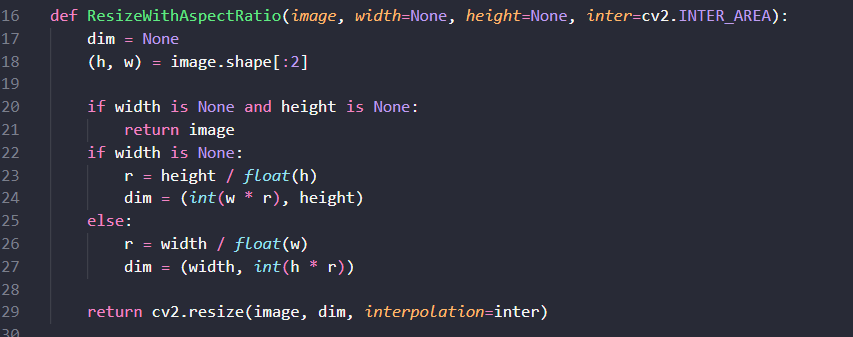 16 def ResizeWithAspectRatio(image, width=None, height=None, inter=cv2.INTER_AREA):
17     dim = None
18     (h, w) = image.shape[:2]
19
20     if width is None and height is None:
21         return image
22     if width is None:
23         r = height / float(h)
24         dim = (int(w * r), height)
25     else:
26         r = width / float(w)
27         dim = (width, int(h * r))
28
29     return cv2.resize(image, dim, interpolation=inter)
30